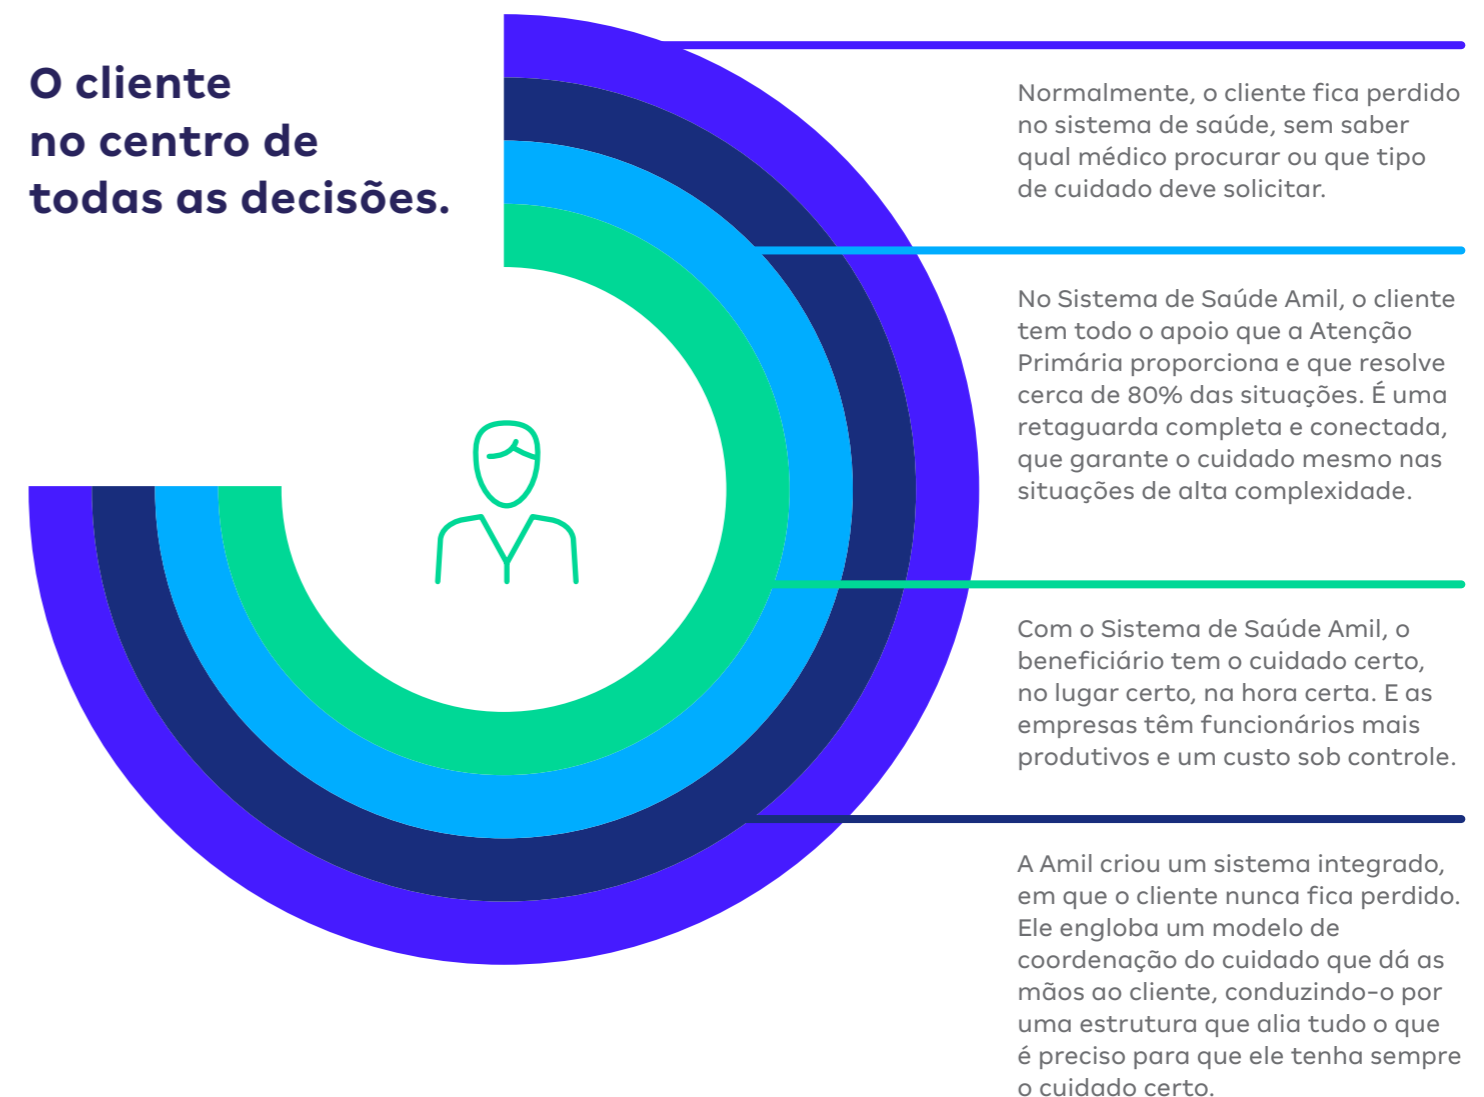 O cliente
no centro de
todas as decisões.
Normalmente, o cliente fica perdido
no sistema de saúde, sem saber
qual médico procurar ou que tipo
de cuidado deve solicitar.
No Sistema de Saúde Amil, o cliente
tem todo o apoio que a Atenção
Primária proporciona e que resolve
cerca de 80% das situações. É uma
retaguarda completa e conectada,
que garante o cuidado mesmo nas
situações de alta complexidade.
Com o Sistema de Saúde Amil, o
beneficiário tem o cuidado certo,
no lugar certo, na hora certa. E as
empresas têm funcionários mais
produtivos e um custo sob controle.
A Amil criou um sistema integrado,
em que o cliente nunca fica perdido.
Ele engloba um modelo de
coordenação do cuidado que dá as
mãos ao cliente, conduzindo-o por
uma estrutura que alia tudo o que
é preciso para que ele tenha sempre
o cuidado certo.